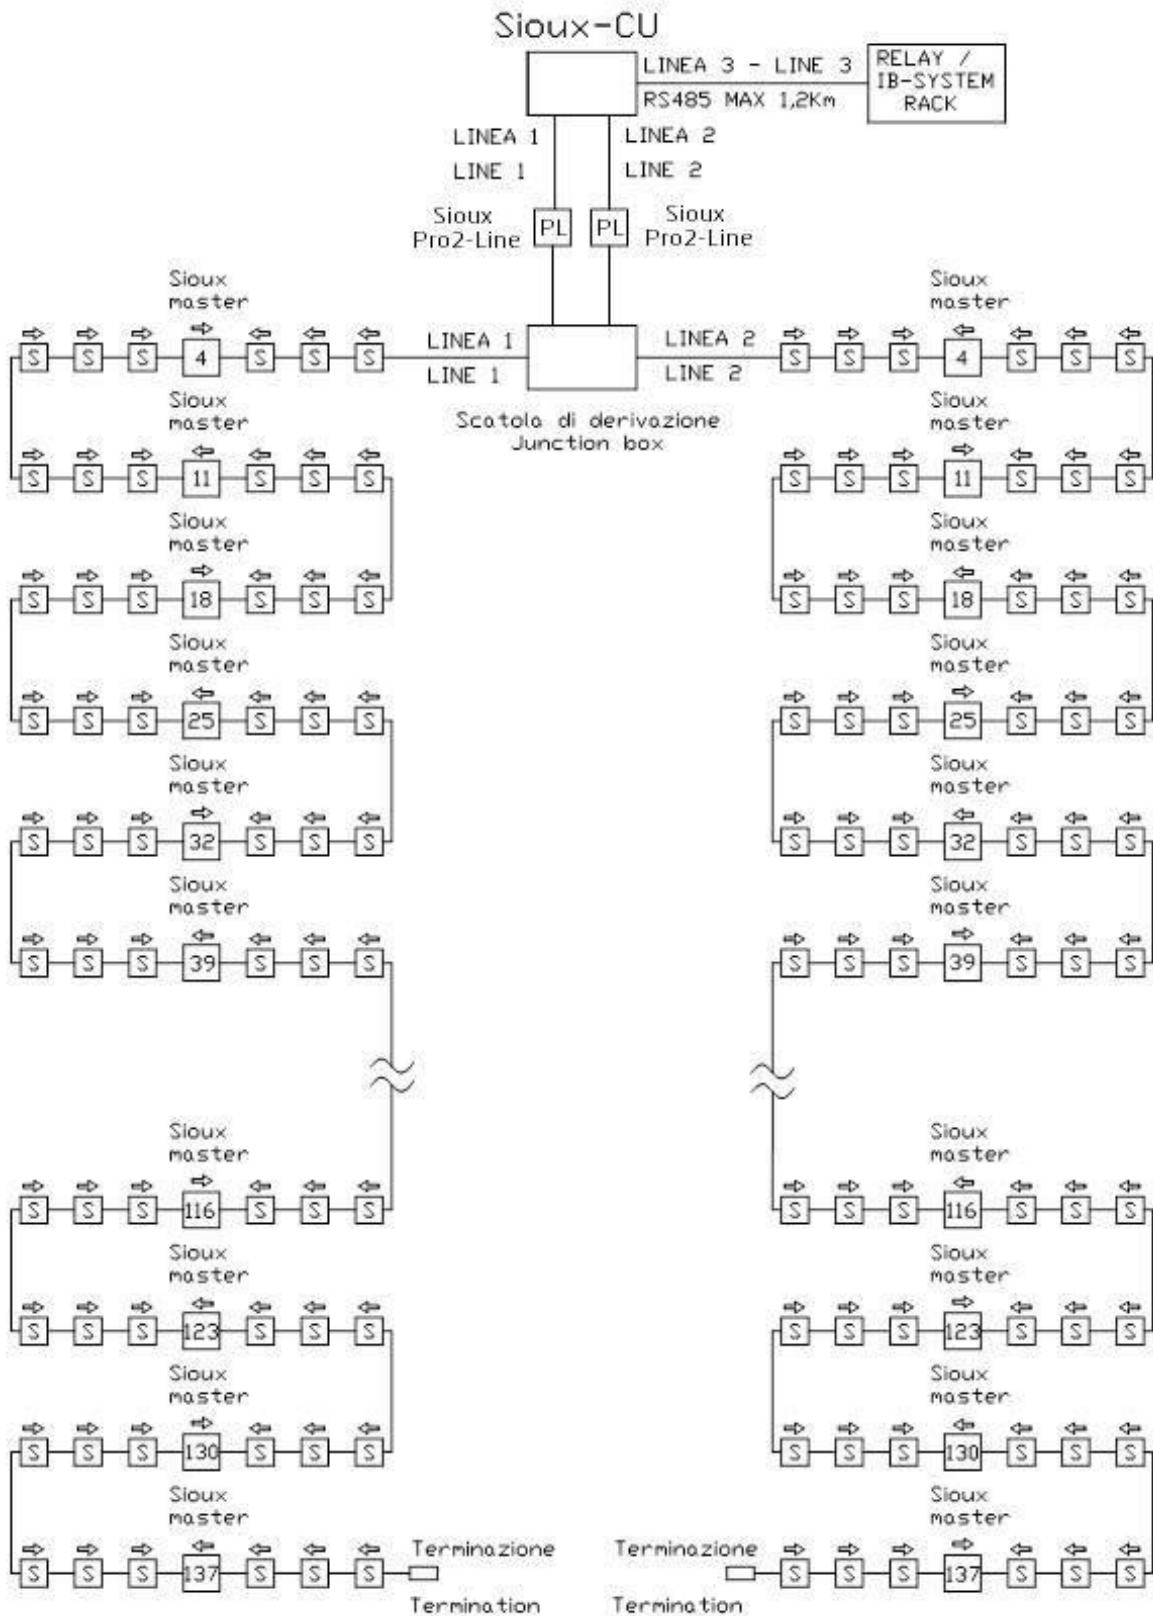 Sioux-CU
LINEA 3 - LINE 3
RS485 MAX 1,2Km
RELAY /
IB-SYSTEM
RACK
LINEA 1
LINE 1
LINEA 2
LINE 2
Sioux
Pro2-Line
PL
PL
Sioux
Pro2-Line
Sioux
master
Sioux
master
S S S 4 S S S
LINEA 1
LINE 1
LINEA 2
LINE 2
S S S 4 S S S
Scatola di derivazione
Junction box
Sioux
master
Sioux
master
S S S 11 S S S
S S S 11 S S S
Sioux
master
Sioux
master
S S S 18 S S S
S S S 18 S S S
Sioux
master
Sioux
master
S S S 25 S S S
S S S 25 S S S
Sioux
master
Sioux
master
S S S 32 S S S
S S S 32 S S S
Sioux
master
Sioux
master
S S S 39 S S S
S S S 39 S S S
Sioux
master
Sioux
master
S S S 116 S S S
S S S 116 S S S
Sioux
master
Sioux
master
S S S 123 S S S
S S S 123 S S S
Sioux
master
Sioux
master
S S S 130 S S S
S S S 130 S S S
Sioux
master
Sioux
master
S S S 137 S S S
Terminazione
Termination
Terminazione
Termination
S S S 137 S S S